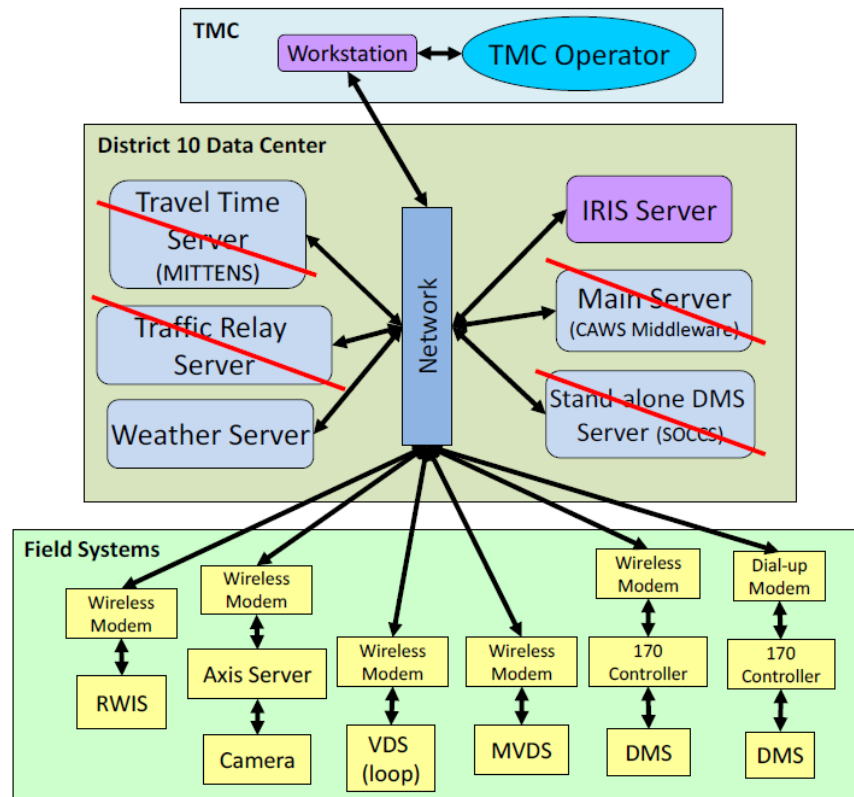 TMC
Workstation
TMC Operator
District 10 Data Center
Travel Time
Server
(MITTENS)
Traffic Relay
Server
Weather Server
Network
IRIS Server
Main Server
(CAWS Middleware)
Stand-alone DMS
Server (SOCCS)
Field Systems
Wireless
Modem
RWIS
Wireless
Modem
Axis Server
Camera
Wireless
Modem
VDS
(loop)
Wireless
Modem
MVDS
Wireless
Modem
170
Controller
DMS
Dial-up
Modem
170
Controller
DMS